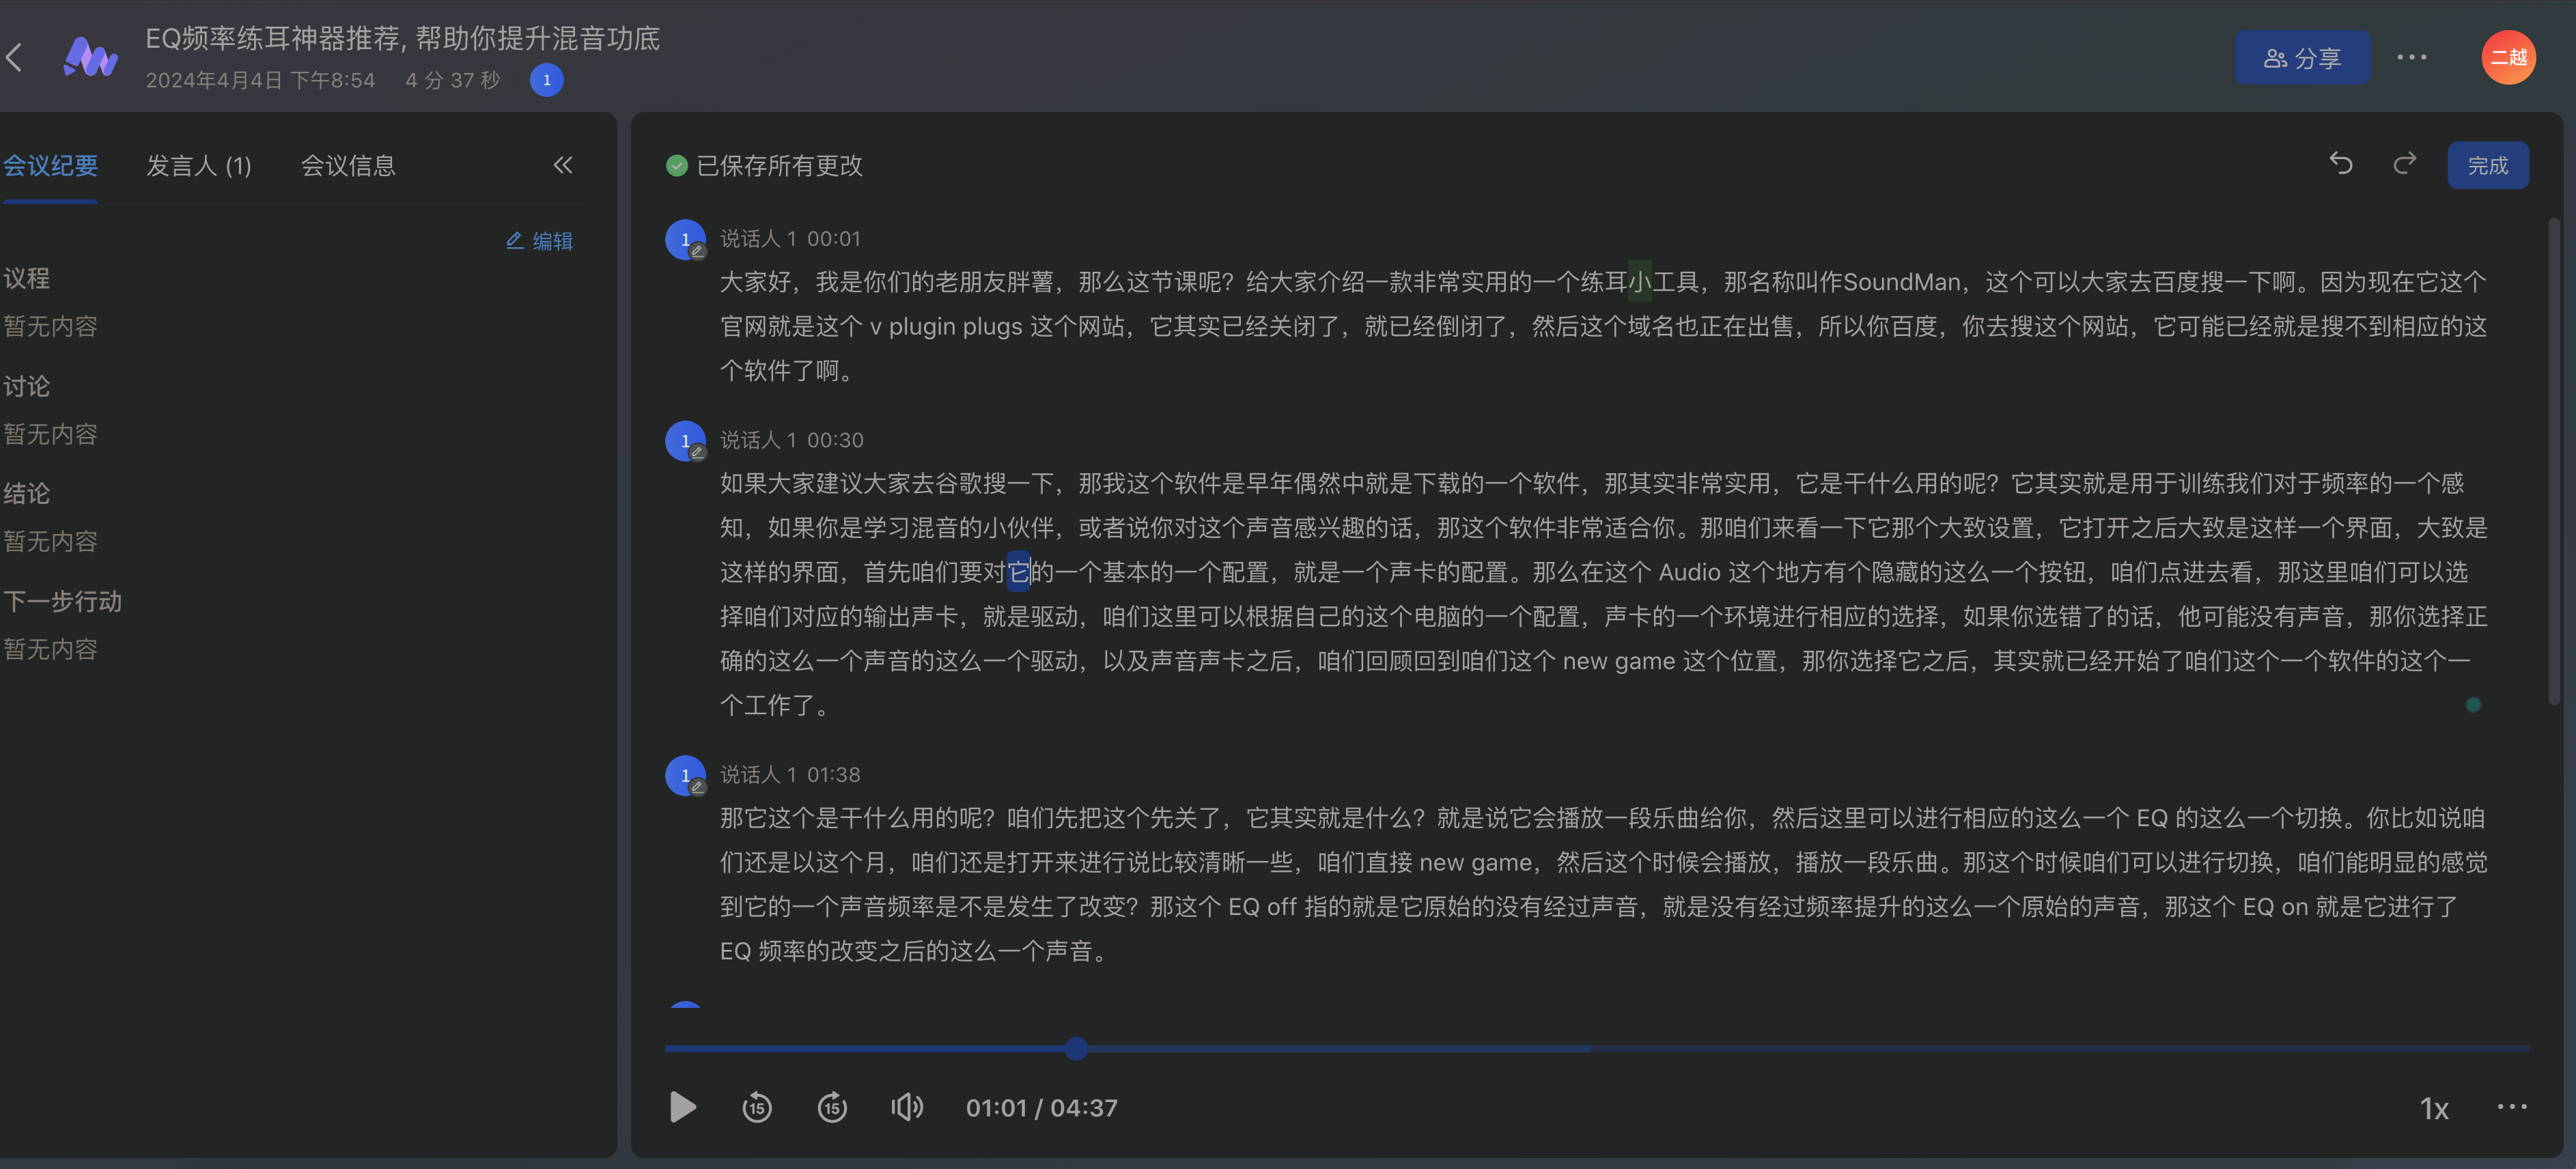 EQ频率练耳神器推荐, 帮助你提升混音功底
2024年4月4日 下午8:54 4 分 37 秒 1
分享
二越
会议纪要 发言人 (1) 会议信息
编辑
议程
暂无内容
讨论
暂无内容
结论
暂无内容
下一步行动
暂无内容
已保存所有更改
完成
1 说话人 1 00:01
大家好，我是你们的老朋友胖薯，那么这节课呢？给大家介绍一款非常实用的一个练耳小工具，那名称叫作SoundMan，这个可以大家去百度搜一下啊。因为现在它这个
官网就是这个 v plugin plugs 这个网站，它其实已经关闭了，就已经倒闭了，然后这个域名也正在出售，所以你百度，你去搜这个网站，它可能已经就是搜不到相应的这
个软件了啊。
1 说话人 1 00:30
如果大家建议大家去谷歌搜一下，那我这个软件是早年偶然中就是下载的一个软件，那其实非常实用，它是干什么用的呢？它其实就是用于训练我们对于频率的一个感
知，如果你是学习混音的小伙伴，或者说你对这个声音感兴趣的话，那这个软件非常适合你。那咱们来看一下它那个大致设置，它打开之后大致是这样一个界面，大致是
这样的界面，首先咱们要对它的一个基本的一个配置，就是一个声卡的配置。那么在这个 Audio 这个地方有个隐藏的这么一个按钮，咱们点进去看，那这里咱们可以选
择咱们对应的输出声卡，就是驱动，咱们这里可以根据自己的这个电脑的一个配置，声卡的一个环境进行相应的选择，如果你选错了的话，他可能没有声音，那你选择正
确的这么一个声音的这么一个驱动，以及声音声卡之后，咱们回顾回到咱们这个 new game 这个位置，那你选择它之后，其实就已经开始了咱们这个一个软件的这个一
个工作了。
1 说话人 1 01:38
那它这个是干什么用的呢？咱们先把这个先关了，它其实就是什么？就是说它会播放一段乐曲给你，然后这里可以进行相应的这么一个 EQ 的这么一个切换。你比如说咱
们还是以这个月，咱们还是打开来进行说比较清晰一些，咱们直接 new game，然后这个时候会播放，播放一段乐曲。那这个时候咱们可以进行切换，咱们能明显的感觉
到它的一个声音频率是不是发生了改变？那这个 EQ off 指的就是它原始的没有经过声音，就是没有经过频率提升的这么一个原始的声音，那这个 EQ on 就是它进行了
EQ 频率的改变之后的这么一个声音。
15 15 01:01 / 04:37 1x